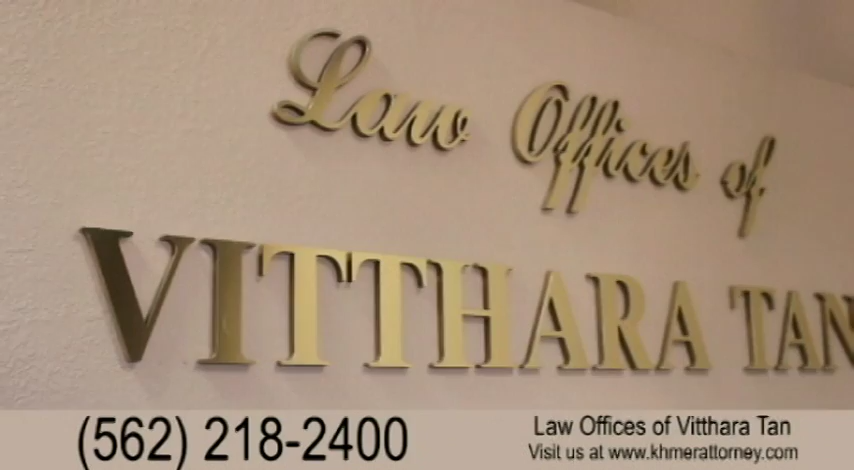 Law Offices of
VITTHARA TAN
(562) 218-2400
Law Offices of Vitthara Tan
Visit us at www.khmerattorney.com